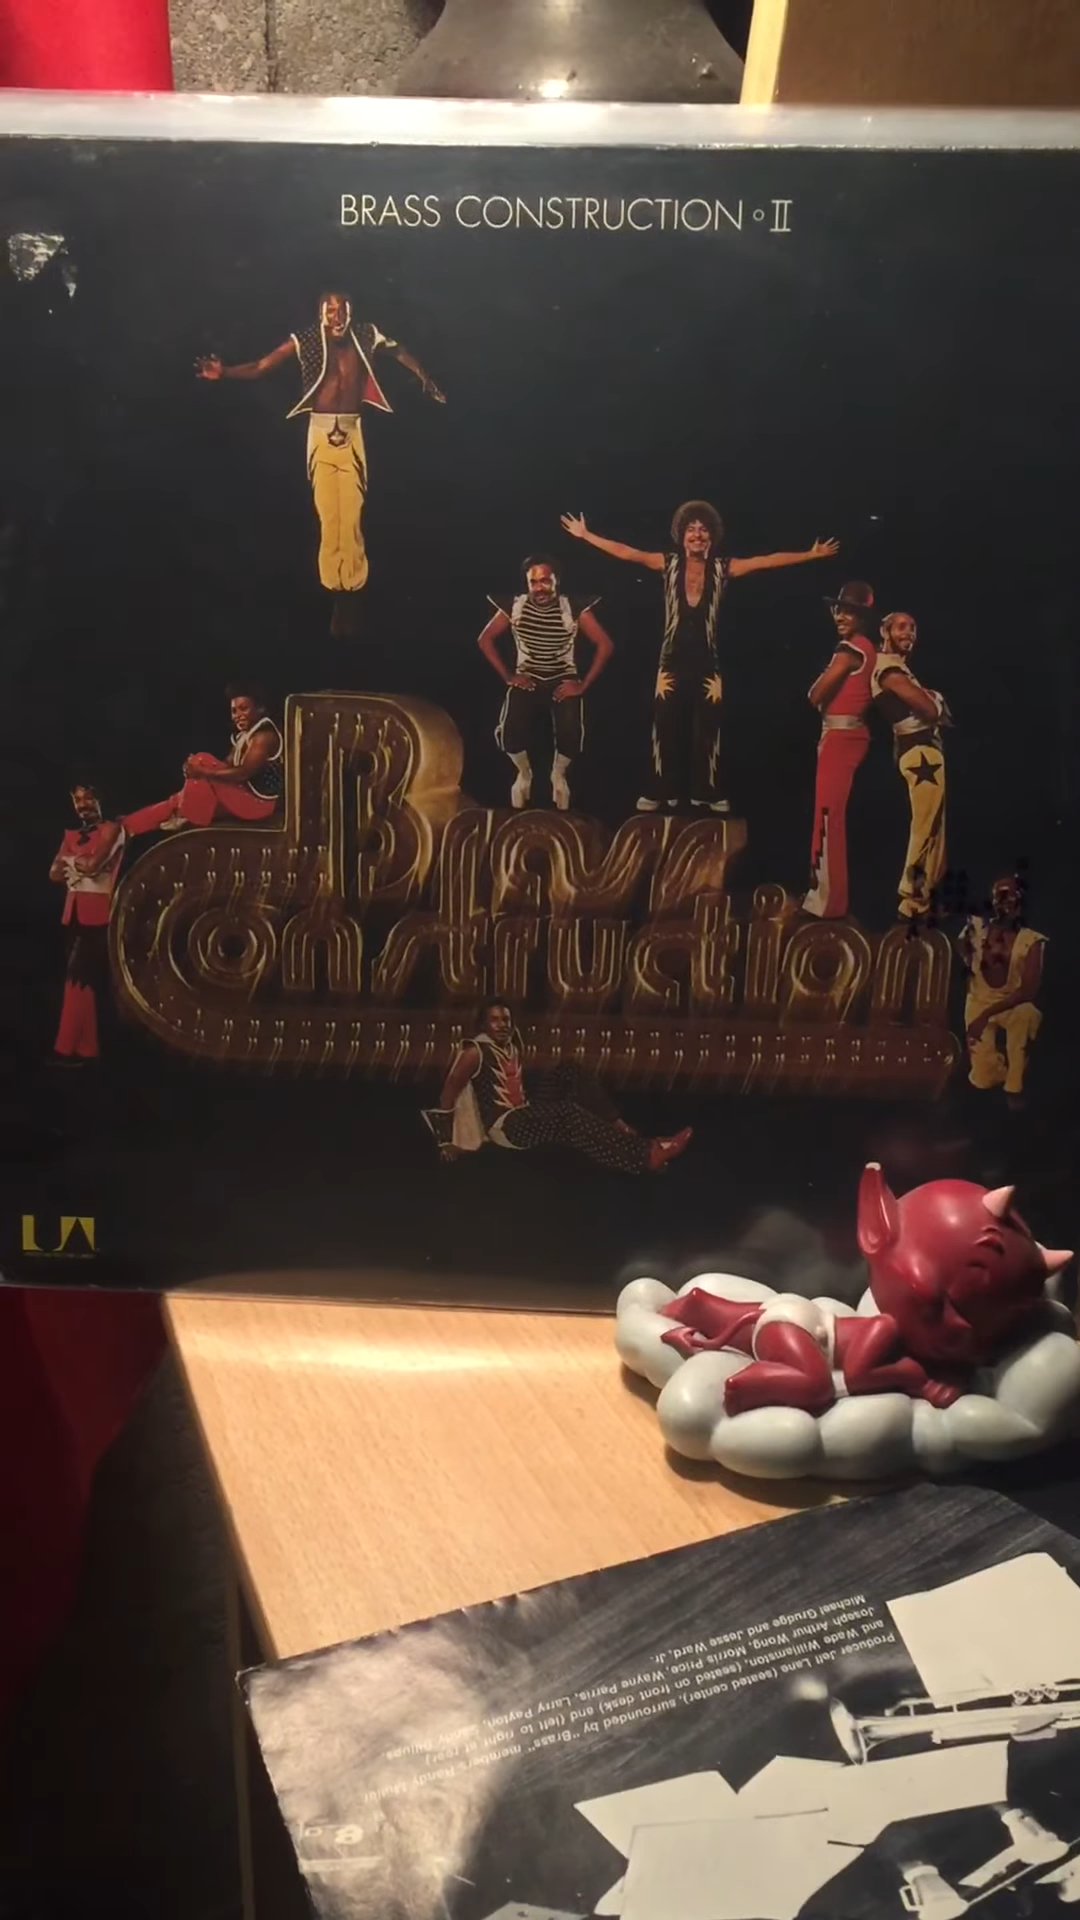 BRASS CONSTRUCTION ∘ II
Brass
Construction
UA
Producer Jeff Lane (seated center), surrounded by "Brass" members Randy Muller
and Wade Williamston, (seated on front desk) and (left to right at rear)
Joseph Arthur Wong, Morris Price, Wayne Parris, Larry Payton,
Michael Grudge and Jesse Ward, Jr.